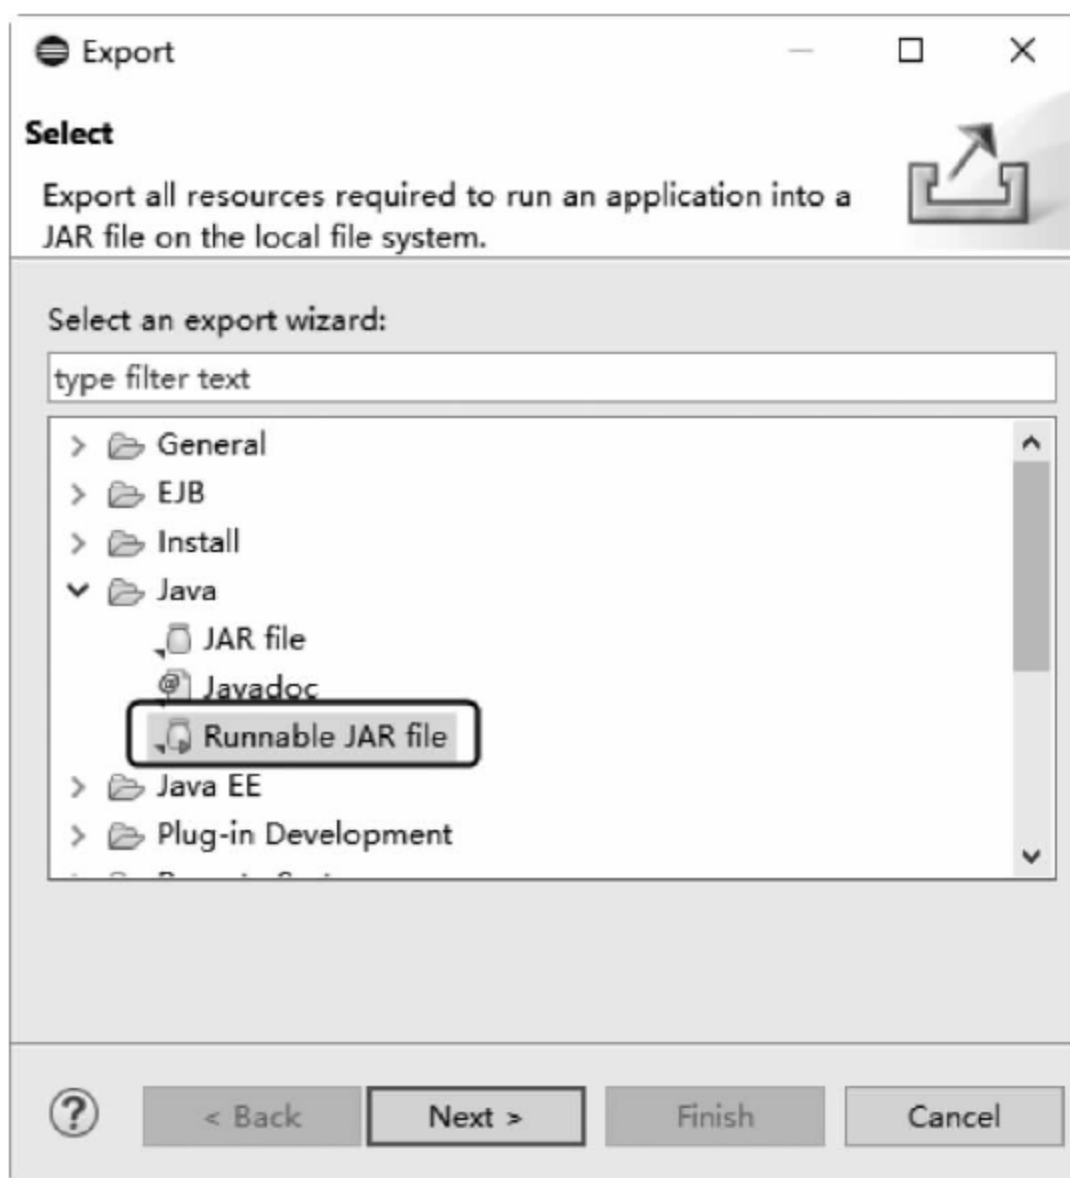 Export
Select
Export all resources required to run an application into a
JAR file on the local file system.
Select an export wizard:
type filter text
General
EJB
Install
Java
JAR file
Javadoc
Runnable JAR file
Java EE
Plug-in Development
< Back
Next >
Finish
Cancel